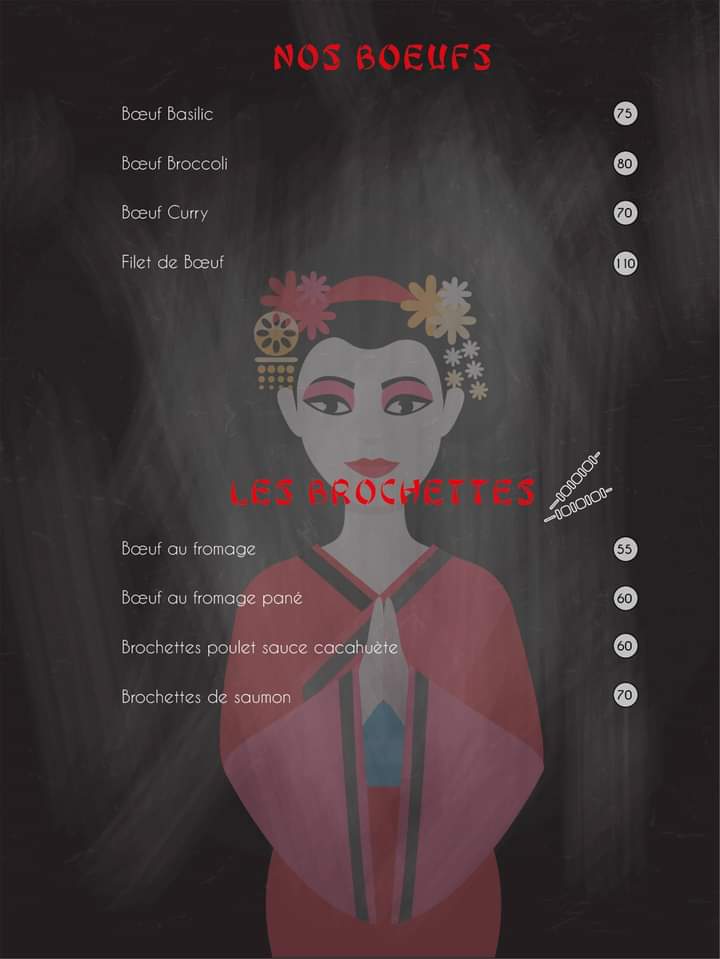 NOS BOEUFS
Bœuf Basilic 75
Bœuf Broccoli 80
Bœuf Curry 70
Filet de Bœuf 110
LES BROCHETTES
Bœuf au fromage 55
Bœuf au fromage pané 60
Brochettes poulet sauce cacahuète 60
Brochettes de saumon 70